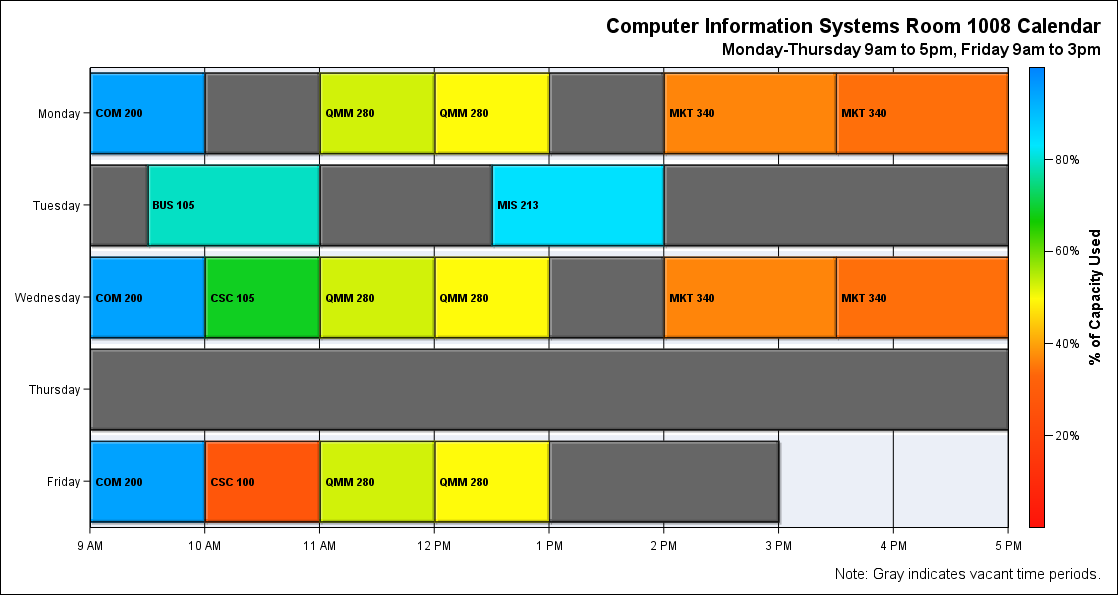 Computer Information Systems Room 1008 Calendar
Monday-Thursday 9am to 5pm, Friday 9am to 3pm
Monday
COM 200
QMM 280
QMM 280
MKT 340
MKT 340
Tuesday
BUS 105
MIS 213
Wednesday
COM 200
CSC 105
QMM 280
QMM 280
MKT 340
MKT 340
Thursday
Friday
COM 200
CSC 100
QMM 280
QMM 280
9 AM
10 AM
11 AM
12 PM
1 PM
2 PM
3 PM
4 PM
5 PM
80%
60%
40%
20%
% of Capacity Used
Note: Gray indicates vacant time periods.